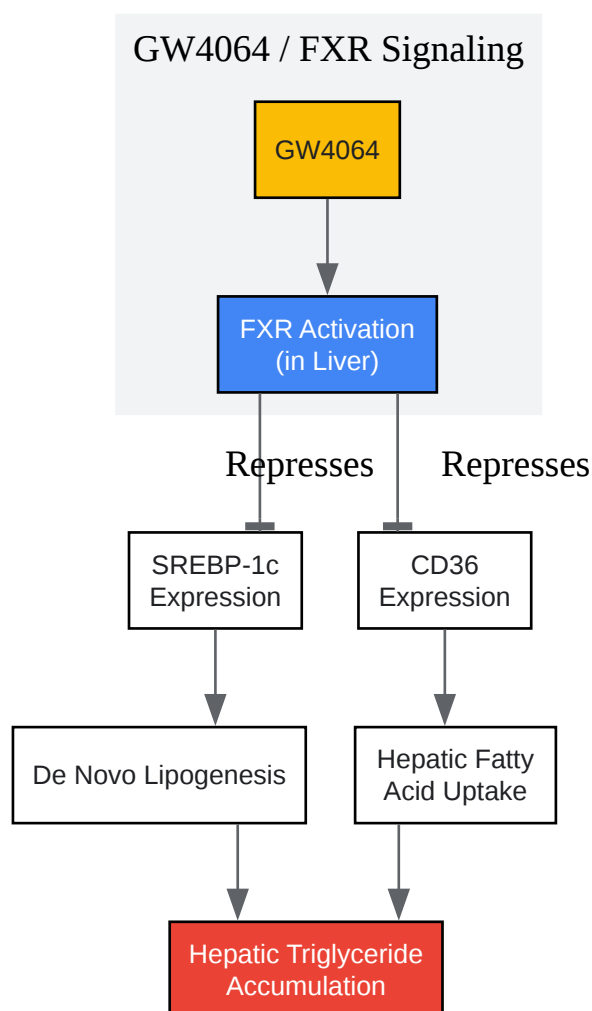 GW4064 / FXR Signaling
GW4064
FXR Activation
(in Liver)
Represses
Represses
SREBP-1c
Expression
CD36
Expression
De Novo Lipogenesis
Hepatic Fatty
Acid Uptake
Hepatic Triglyceride
Accumulation